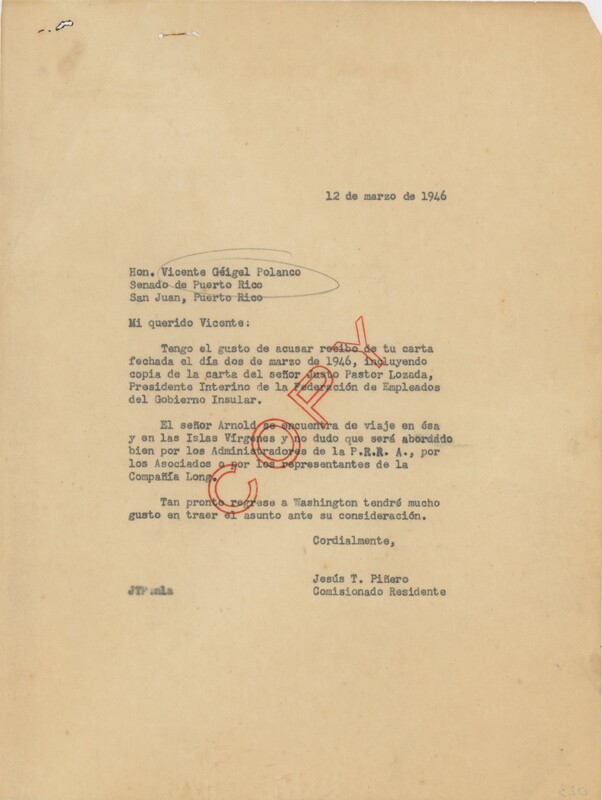 12 de marzo de 1946
Hon. Vicente Géigel Polanco
Senado de Puerto Rico
San Juan, Puerto Rico
Mi querido Vicente:
Tengo el gusto de acusar recibo de tu carta
fechada el día dos de marzo de 1946, incluyendo
copia de la carta del señor Justo Pastor Lozada,
Presidente Interino de la Federación de Empleados
del Gobierno Insular.
El señor Arnold se encuentra de viaje en ésa
y en las Islas Vírgenes y no dudo que será abordado
bien por los Administradores de la P.R.R. A., por
los Asociados o por los representantes de la
Compañía Long.
Tan pronto regrese a Washington tendré mucho
gusto en traer el asunto ante su consideración.
Cordialmente,
Jesús T. Piñero
Comisionado Residente
COPY